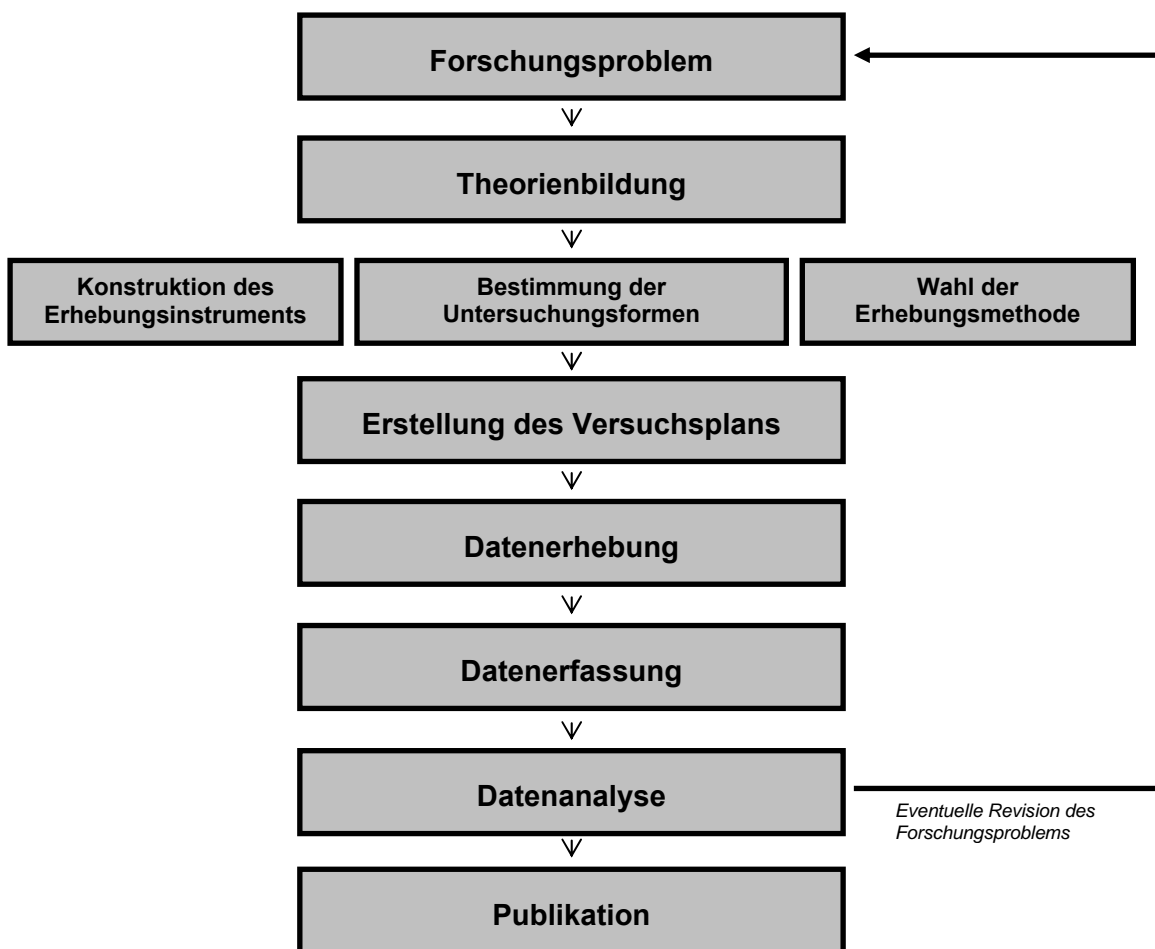 Forschungsproblem
Theorienbildung
Konstruktion des
Erhebungsinstruments
Bestimmung der
Untersuchungsformen
Wahl der
Erhebungsmethode
Erstellung des Versuchsplans
Datenerhebung
Datenerfassung
Datenanalyse
Eventuelle Revision des
Forschungsproblems
Publikation